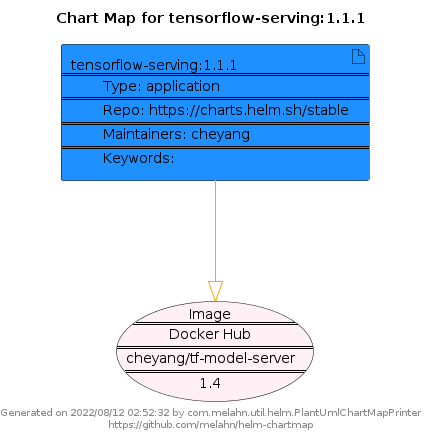 Chart Map for tensorflow-serving:1.1.1
tensorflow-serving:1.1.1
Type: application
Repo: https://charts.helm.sh/stable
Maintainers: cheyang
Keywords:
Image
Docker Hub
cheyang/tf-model-server
1.4
Generated on 2022/08/12 02:52:32 by com.melahn.util.helm.PlantUmlChartMapPrinter
https://github.com/melahn/helm-chartmap